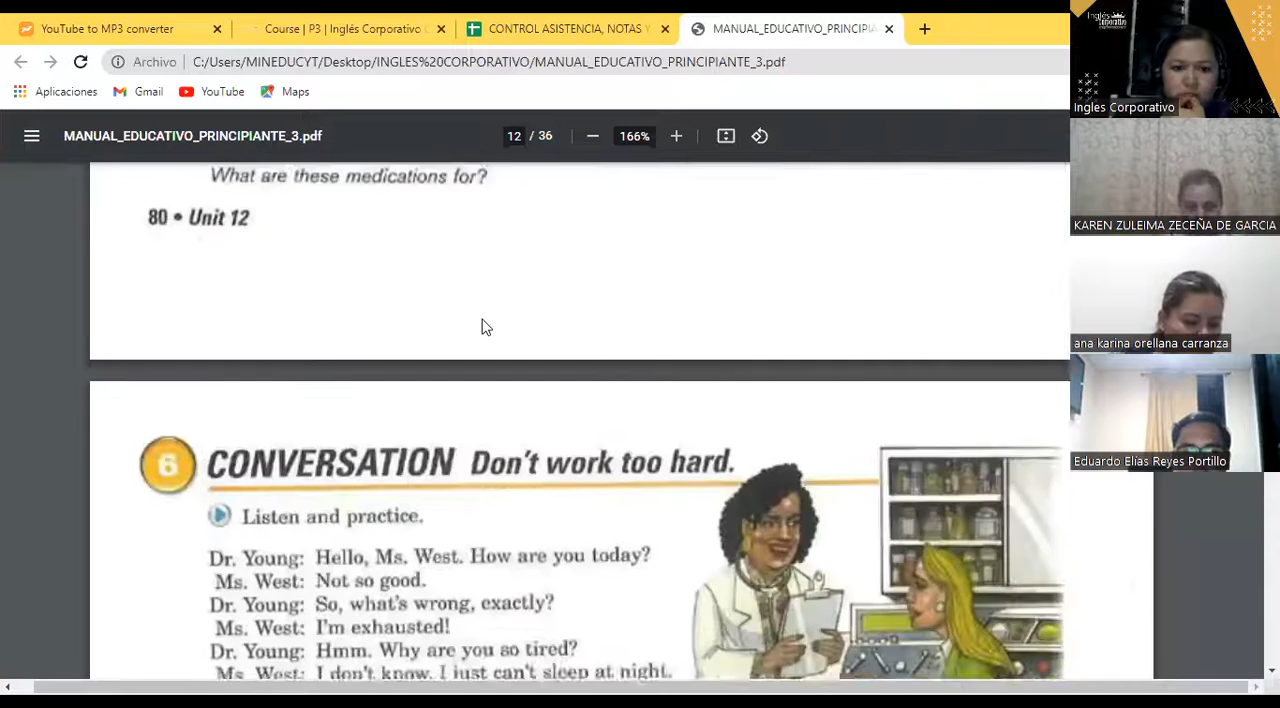 YouTube to MP3 converter
Course | P3 | Inglés Corporativo
CONTROL ASISTENCIA, NOTAS Y
MANUAL_EDUCATIVO_PRINCIPIA
Archivo
C:/Users/MINEDUCYT/Desktop/INGLES%20CORPORATIVO/MANUAL_EDUCATIVO_PRINCIPIANTE_3.pdf
Aplicaciones
Gmail
YouTube
Maps
MANUAL_EDUCATIVO_PRINCIPIANTE_3.pdf
12 / 36
166%
What are these medications for?
80 • Unit 12
6 CONVERSATION Don't work too hard.
Listen and practice.
Dr. Young: Hello, Ms. West. How are you today?
Ms. West: Not so good.
Dr. Young: So, what's wrong, exactly?
Ms. West: I'm exhausted!
Dr. Young: Hmm. Why are you so tired?
Ms. West: I don't know. I just can't sleep at night.
Inglés
Corporativo
Ingles Corporativo
KAREN ZULEIMA ZECEÑA DE GARCIA
ana karina orellana carranza
Eduardo Elías Reyes Portillo